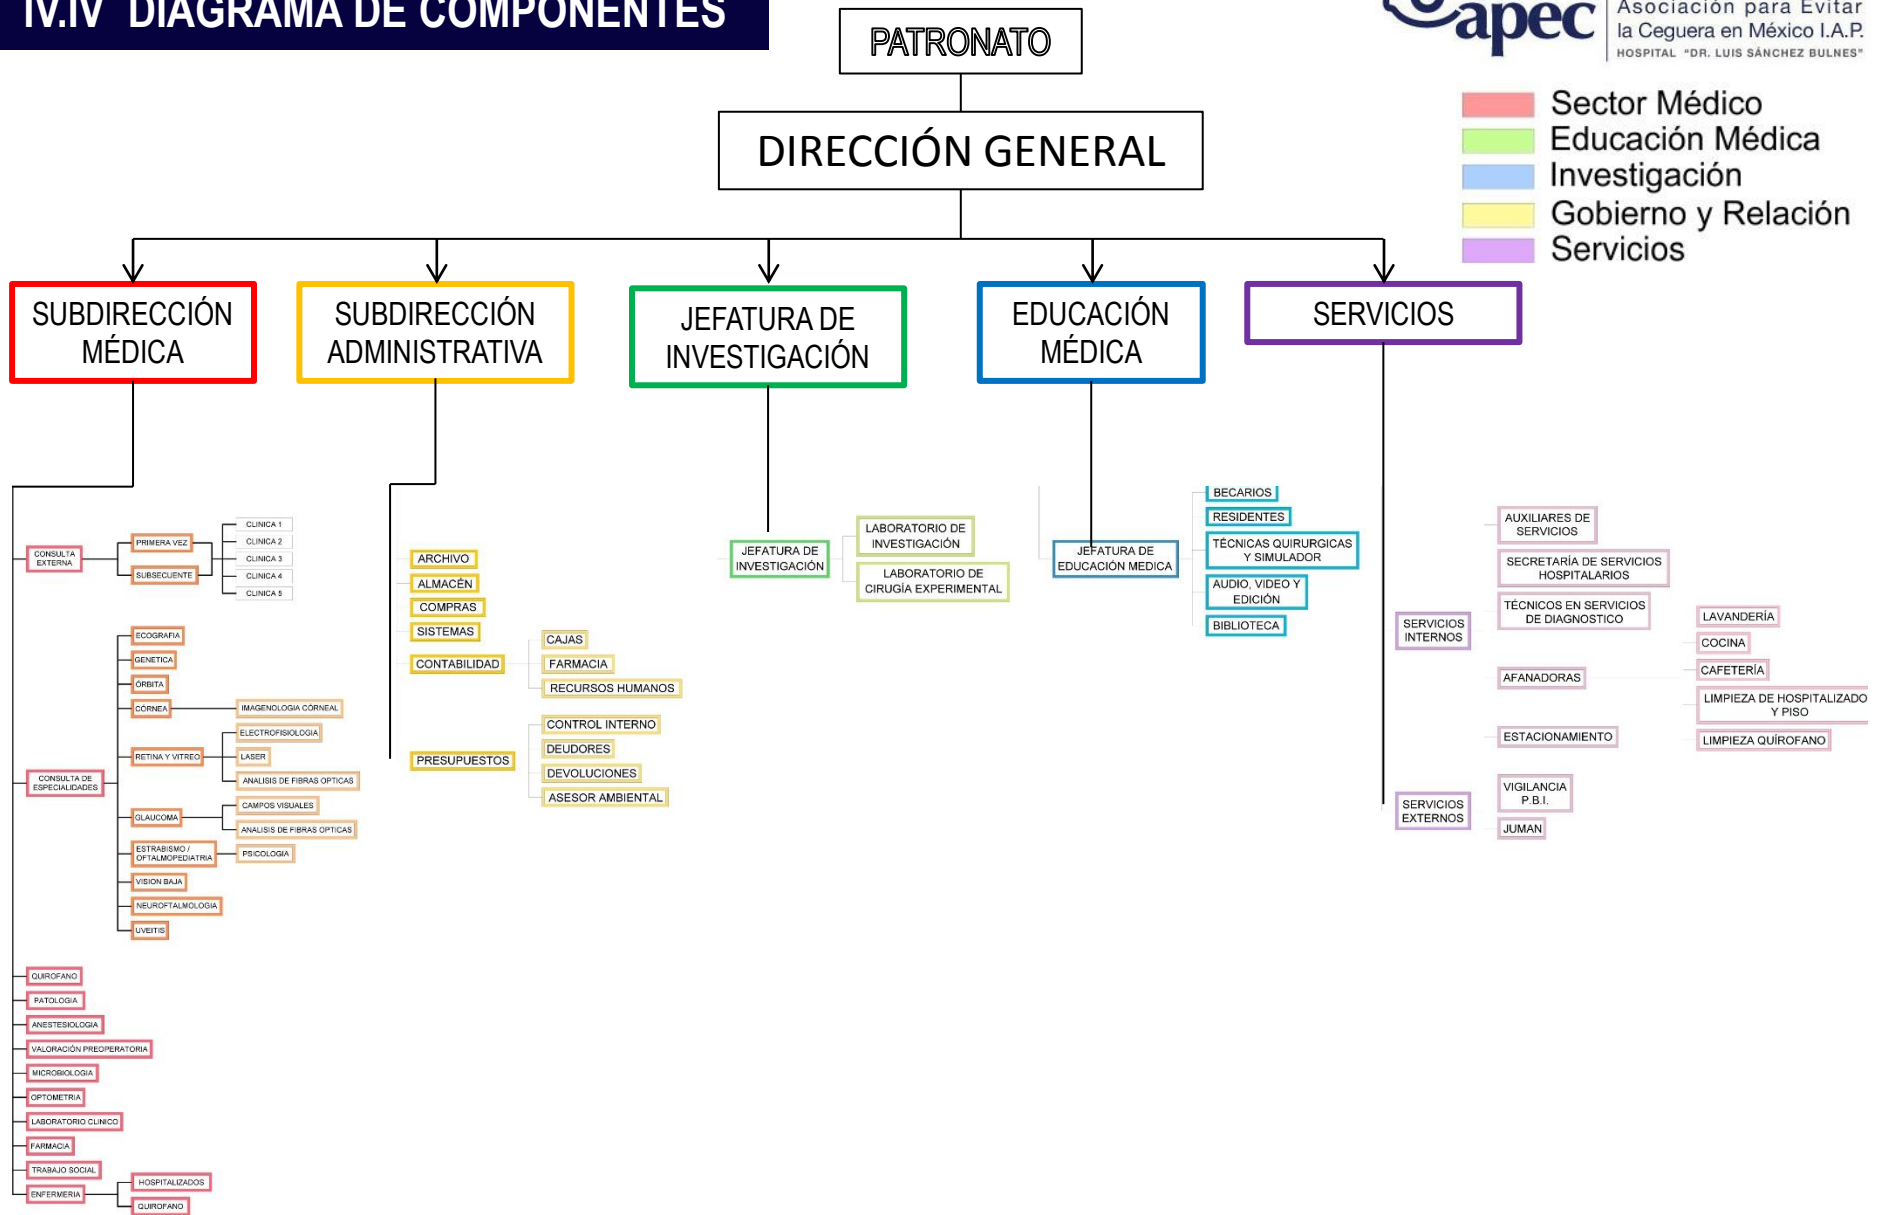 IV.IV DIAGRAMA DE COMPONENTES
apec
Asociación para Evitar
la Ceguera en México I.A.P.
HOSPITAL "DR. LUIS SÁNCHEZ BULNES"
PATRONATO
DIRECCIÓN GENERAL
Sector Médico
Educación Médica
Investigación
Gobierno y Relación
Servicios
SUBDIRECCIÓN
MÉDICA
SUBDIRECCIÓN
ADMINISTRATIVA
JEFATURA DE
INVESTIGACIÓN
EDUCACIÓN
MÉDICA
SERVICIOS
CONSULTA
EXTERNA
PRIMERA VEZ
SUBSECUENTE
CLINICA 1
CLINICA 2
CLINICA 3
CLINICA 4
CLINICA 5
CONSULTA DE
ESPECIALIDADES
ECOGRAFIA
GENETICA
ÓRBITA
CÓRNEA
IMAGENOLOGIA CÓRNEAL
RETINA Y VITREO
ELECTROFISIOLOGIA
LASER
ANALISIS DE FIBRAS OPTICAS
GLAUCOMA
CAMPOS VISUALES
ANALISIS DE FIBRAS OPTICAS
ESTRABISMO /
OFTALMOPEDIATRIA
PSICOLOGIA
VISION BAJA
NEUROFTALMOLOGIA
UVEITIS
QUIROFANO
PATOLOGIA
ANESTESIOLOGIA
VALORACIÓN PREOPERATORIA
MICROBIOLOGIA
OPTOMETRIA
LABORATORIO CLINICO
FARMACIA
TRABAJO SOCIAL
ENFERMERIA
HOSPITALIZADOS
QUIROFANO
ARCHIVO
ALMACÉN
COMPRAS
SISTEMAS
CONTABILIDAD
CAJAS
FARMACIA
RECURSOS HUMANOS
PRESUPUESTOS
CONTROL INTERNO
DEUDORES
DEVOLUCIONES
ASESOR AMBIENTAL
JEFATURA DE
INVESTIGACIÓN
LABORATORIO DE
INVESTIGACIÓN
LABORATORIO DE
CIRUGÍA EXPERIMENTAL
JEFATURA DE
EDUCACIÓN MEDICA
BECARIOS
RESIDENTES
TÉCNICAS QUIRURGICAS
Y SIMULADOR
AUDIO, VIDEO Y
EDICIÓN
BIBLIOTECA
SERVICIOS
INTERNOS
AUXILIARES DE
SERVICIOS
SECRETARÍA DE SERVICIOS
HOSPITALARIOS
TÉCNICOS EN SERVICIOS
DE DIAGNOSTICO
AFANADORAS
LAVANDERÍA
COCINA
CAFETERÍA
LIMPIEZA DE HOSPITALIZADO
Y PISO
LIMPIEZA QUÍROFANO
ESTACIONAMIENTO
SERVICIOS
EXTERNOS
VIGILANCIA
P.B.I.
JUMAN